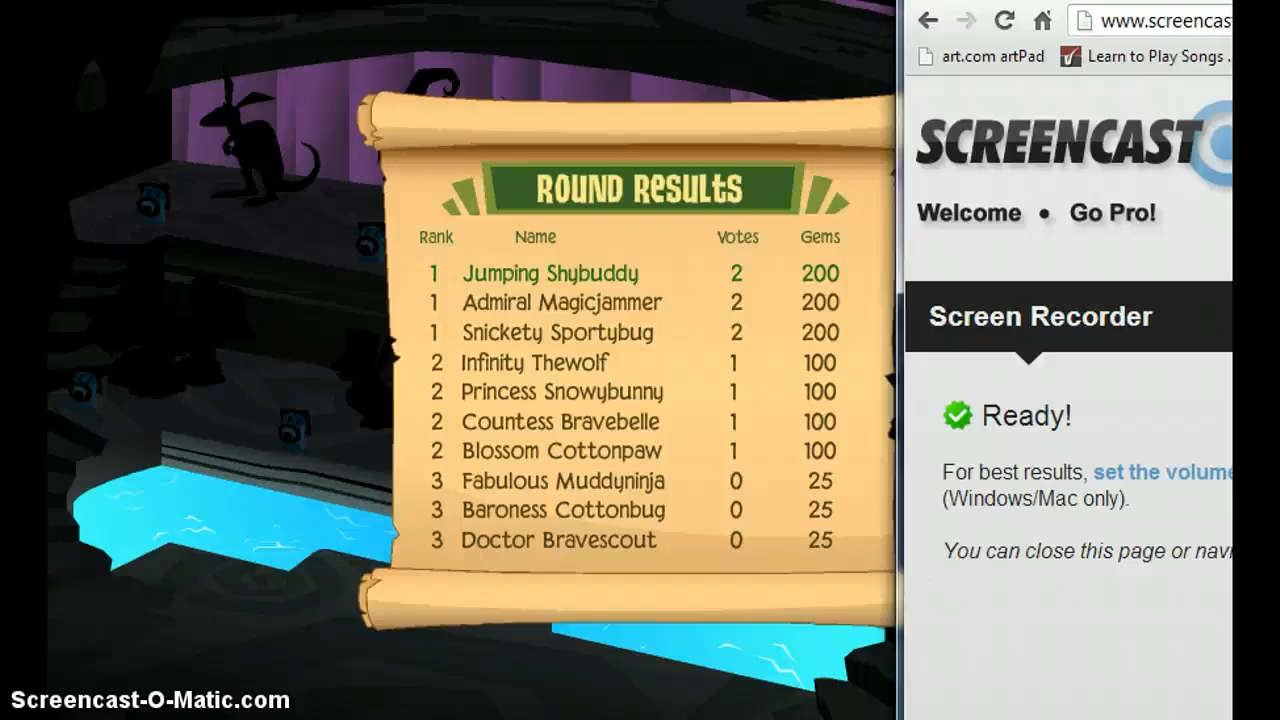 ROUND RESULTS
Rank Name Votes Gems
1 Jumping Shybuddy 2 200
1 Admiral Magicjammer 2 200
1 Snickety Sportybug 2 200
2 Infinity Thewolf 1 100
2 Princess Snowybunny 1 100
2 Countess Bravebelle 1 100
2 Blossom Cottonpaw 1 100
3 Fabulous Muddyninja 0 25
3 Baroness Cottonbug 0 25
3 Doctor Bravescout 0 25
www.screencast
art.com artPad Learn to Play Songs .
SCREENCAST
Welcome • Go Pro!
Screen Recorder
Ready!
For best results, set the volume
(Windows/Mac only).
You can close this page or navi
Screencast-O-Matic.com